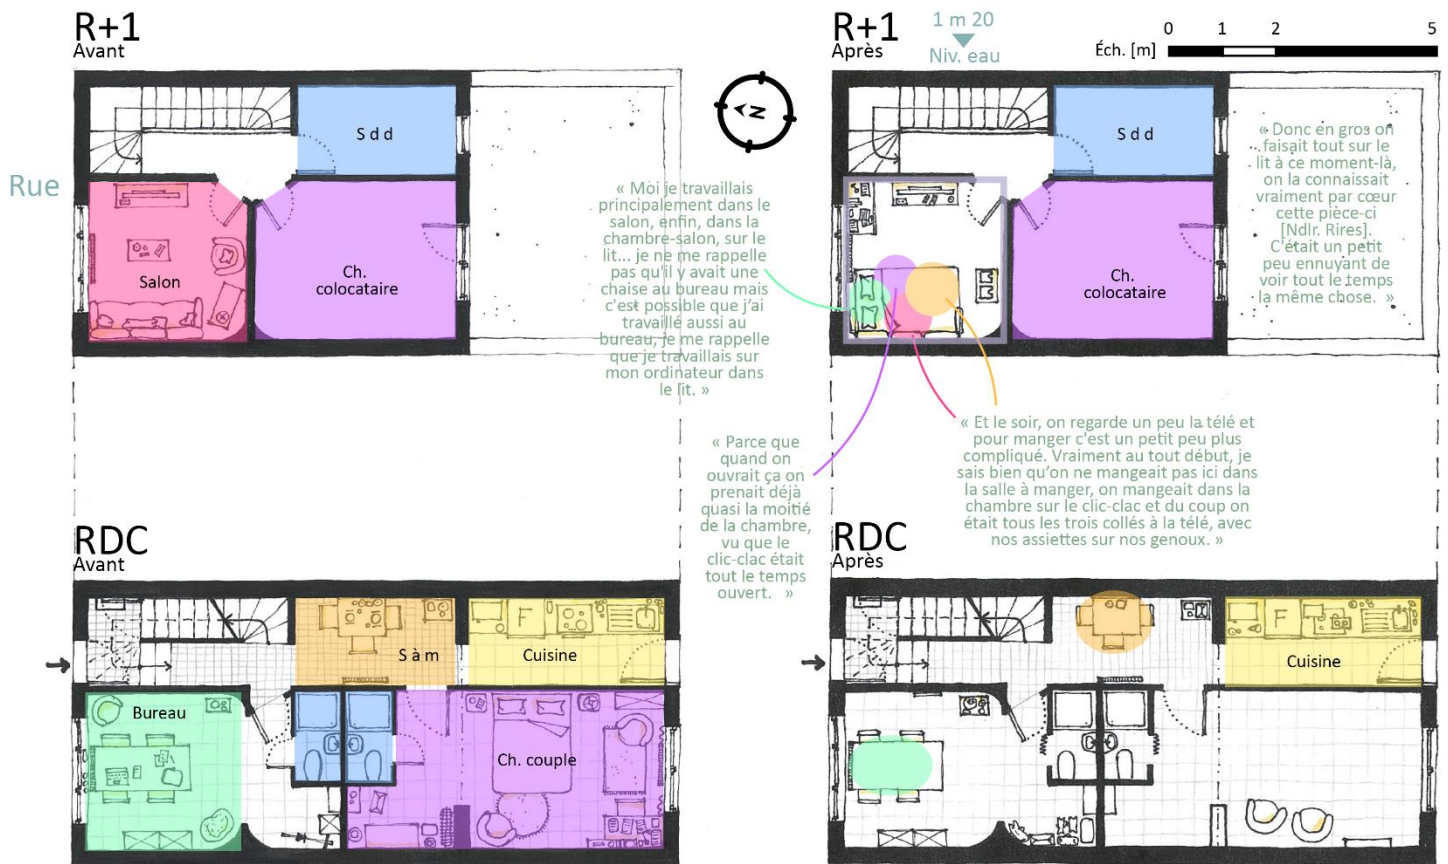 R+1
Avant
R+1
Après
1 m 20
Niv. eau
Éch. [m]
0 1 2 5
Rue
S d d
Salon
Ch.
colocataire
N
« Moi je travaillais
principalement dans le
salon, enfin, dans la
chambre-salon, sur le
lit... je ne me rappelle
pas qu'il y avait une
chaise au bureau mais
c'est possible que j'ai
travaillé aussi au
bureau, je me rappelle
que je travaillais sur
mon ordinateur dans
le lit. »
S d d
Ch.
colocataire
« Donc en gros on
faisait tout sur le
lit à ce moment-là,
on la connaissait
vraiment par cœur
cette pièce-ci
[Ndlr. Rires].
C'était un petit
peu ennuyant de
voir tout le temps
la même chose. »
« Parce que
quand on
ouvrait ça on
prenait déjà
quasi la moitié
de la chambre,
vu que le
clic-clac était
tout le temps
ouvert. »
« Et le soir, on regarde un peu la télé et
pour manger c'est un petit peu plus
compliqué. Vraiment au tout début, je
sais bien qu'on ne mangeait pas ici dans
la salle à manger, on mangeait dans la
chambre sur le clic-clac et du coup on
était tous les trois collés à la télé, avec
nos assiettes sur nos genoux. »
RDC
Avant
F
S à m
Cuisine
Bureau
Ch. couple
RDC
Après
F
Cuisine